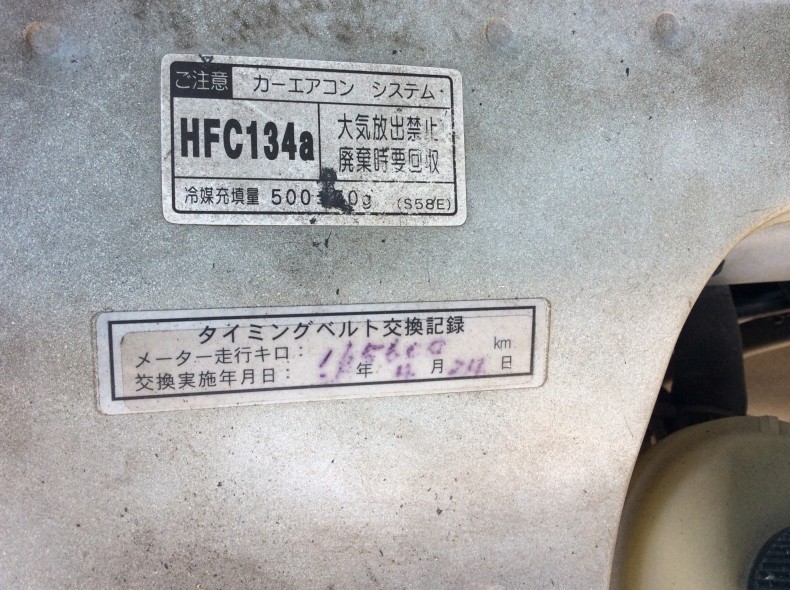 ご注意 カーエアコン システム
HFC134a
大気放出禁止
廃棄時要回収
冷媒充填量 500± 0g (S58E)
タイミングベルト交換記録
メーター走行キロ: km
交換実施年月日: 年 月 日